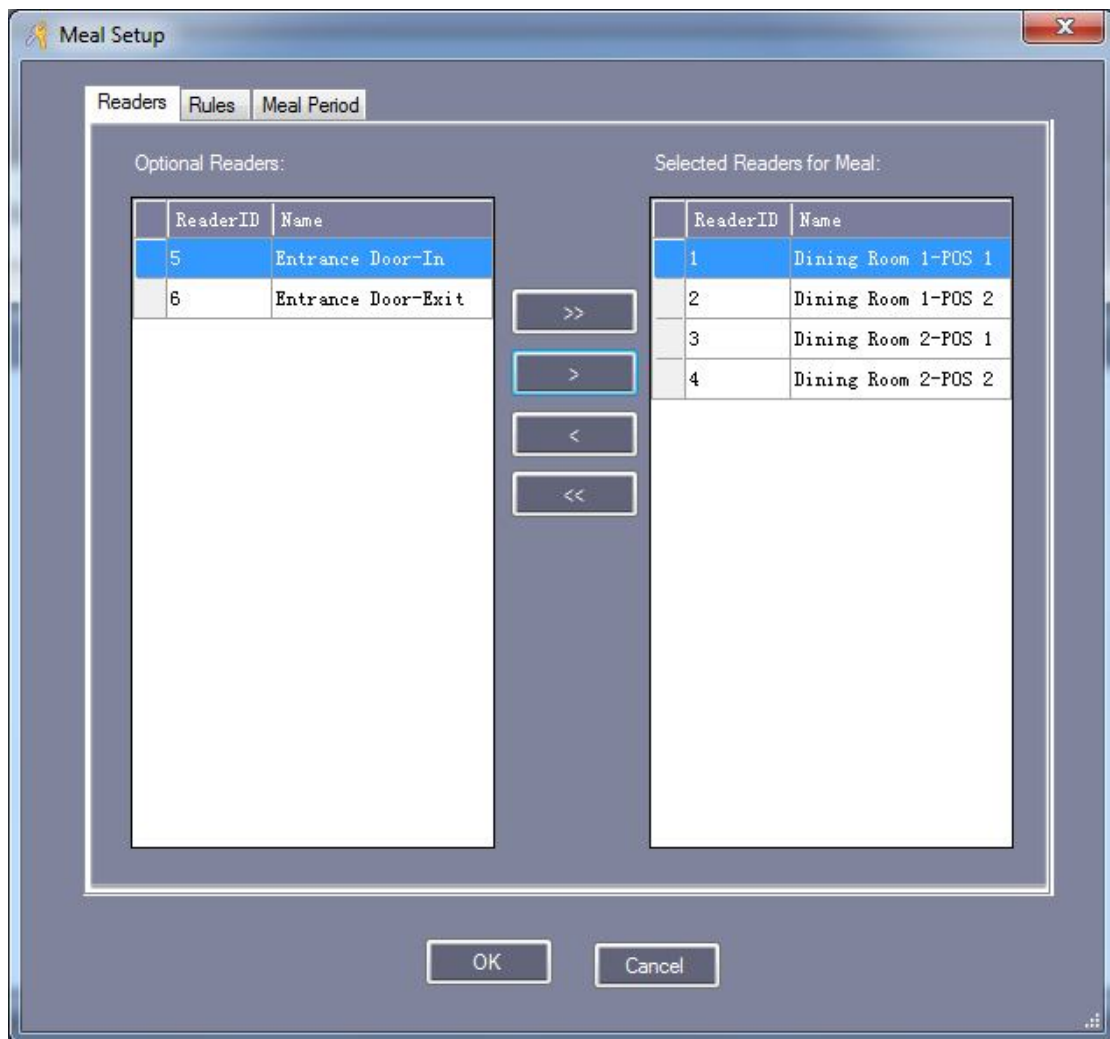 Meal Setup
x
Readers Rules Meal Period
Optional Readers:
ReaderID Name
5 Entrance Door-In
6 Entrance Door-Exit
>>
>
<
<<
Selected Readers for Meal:
ReaderID Name
1 Dining Room 1-POS 1
2 Dining Room 1-POS 2
3 Dining Room 2-POS 1
4 Dining Room 2-POS 2
OK Cancel